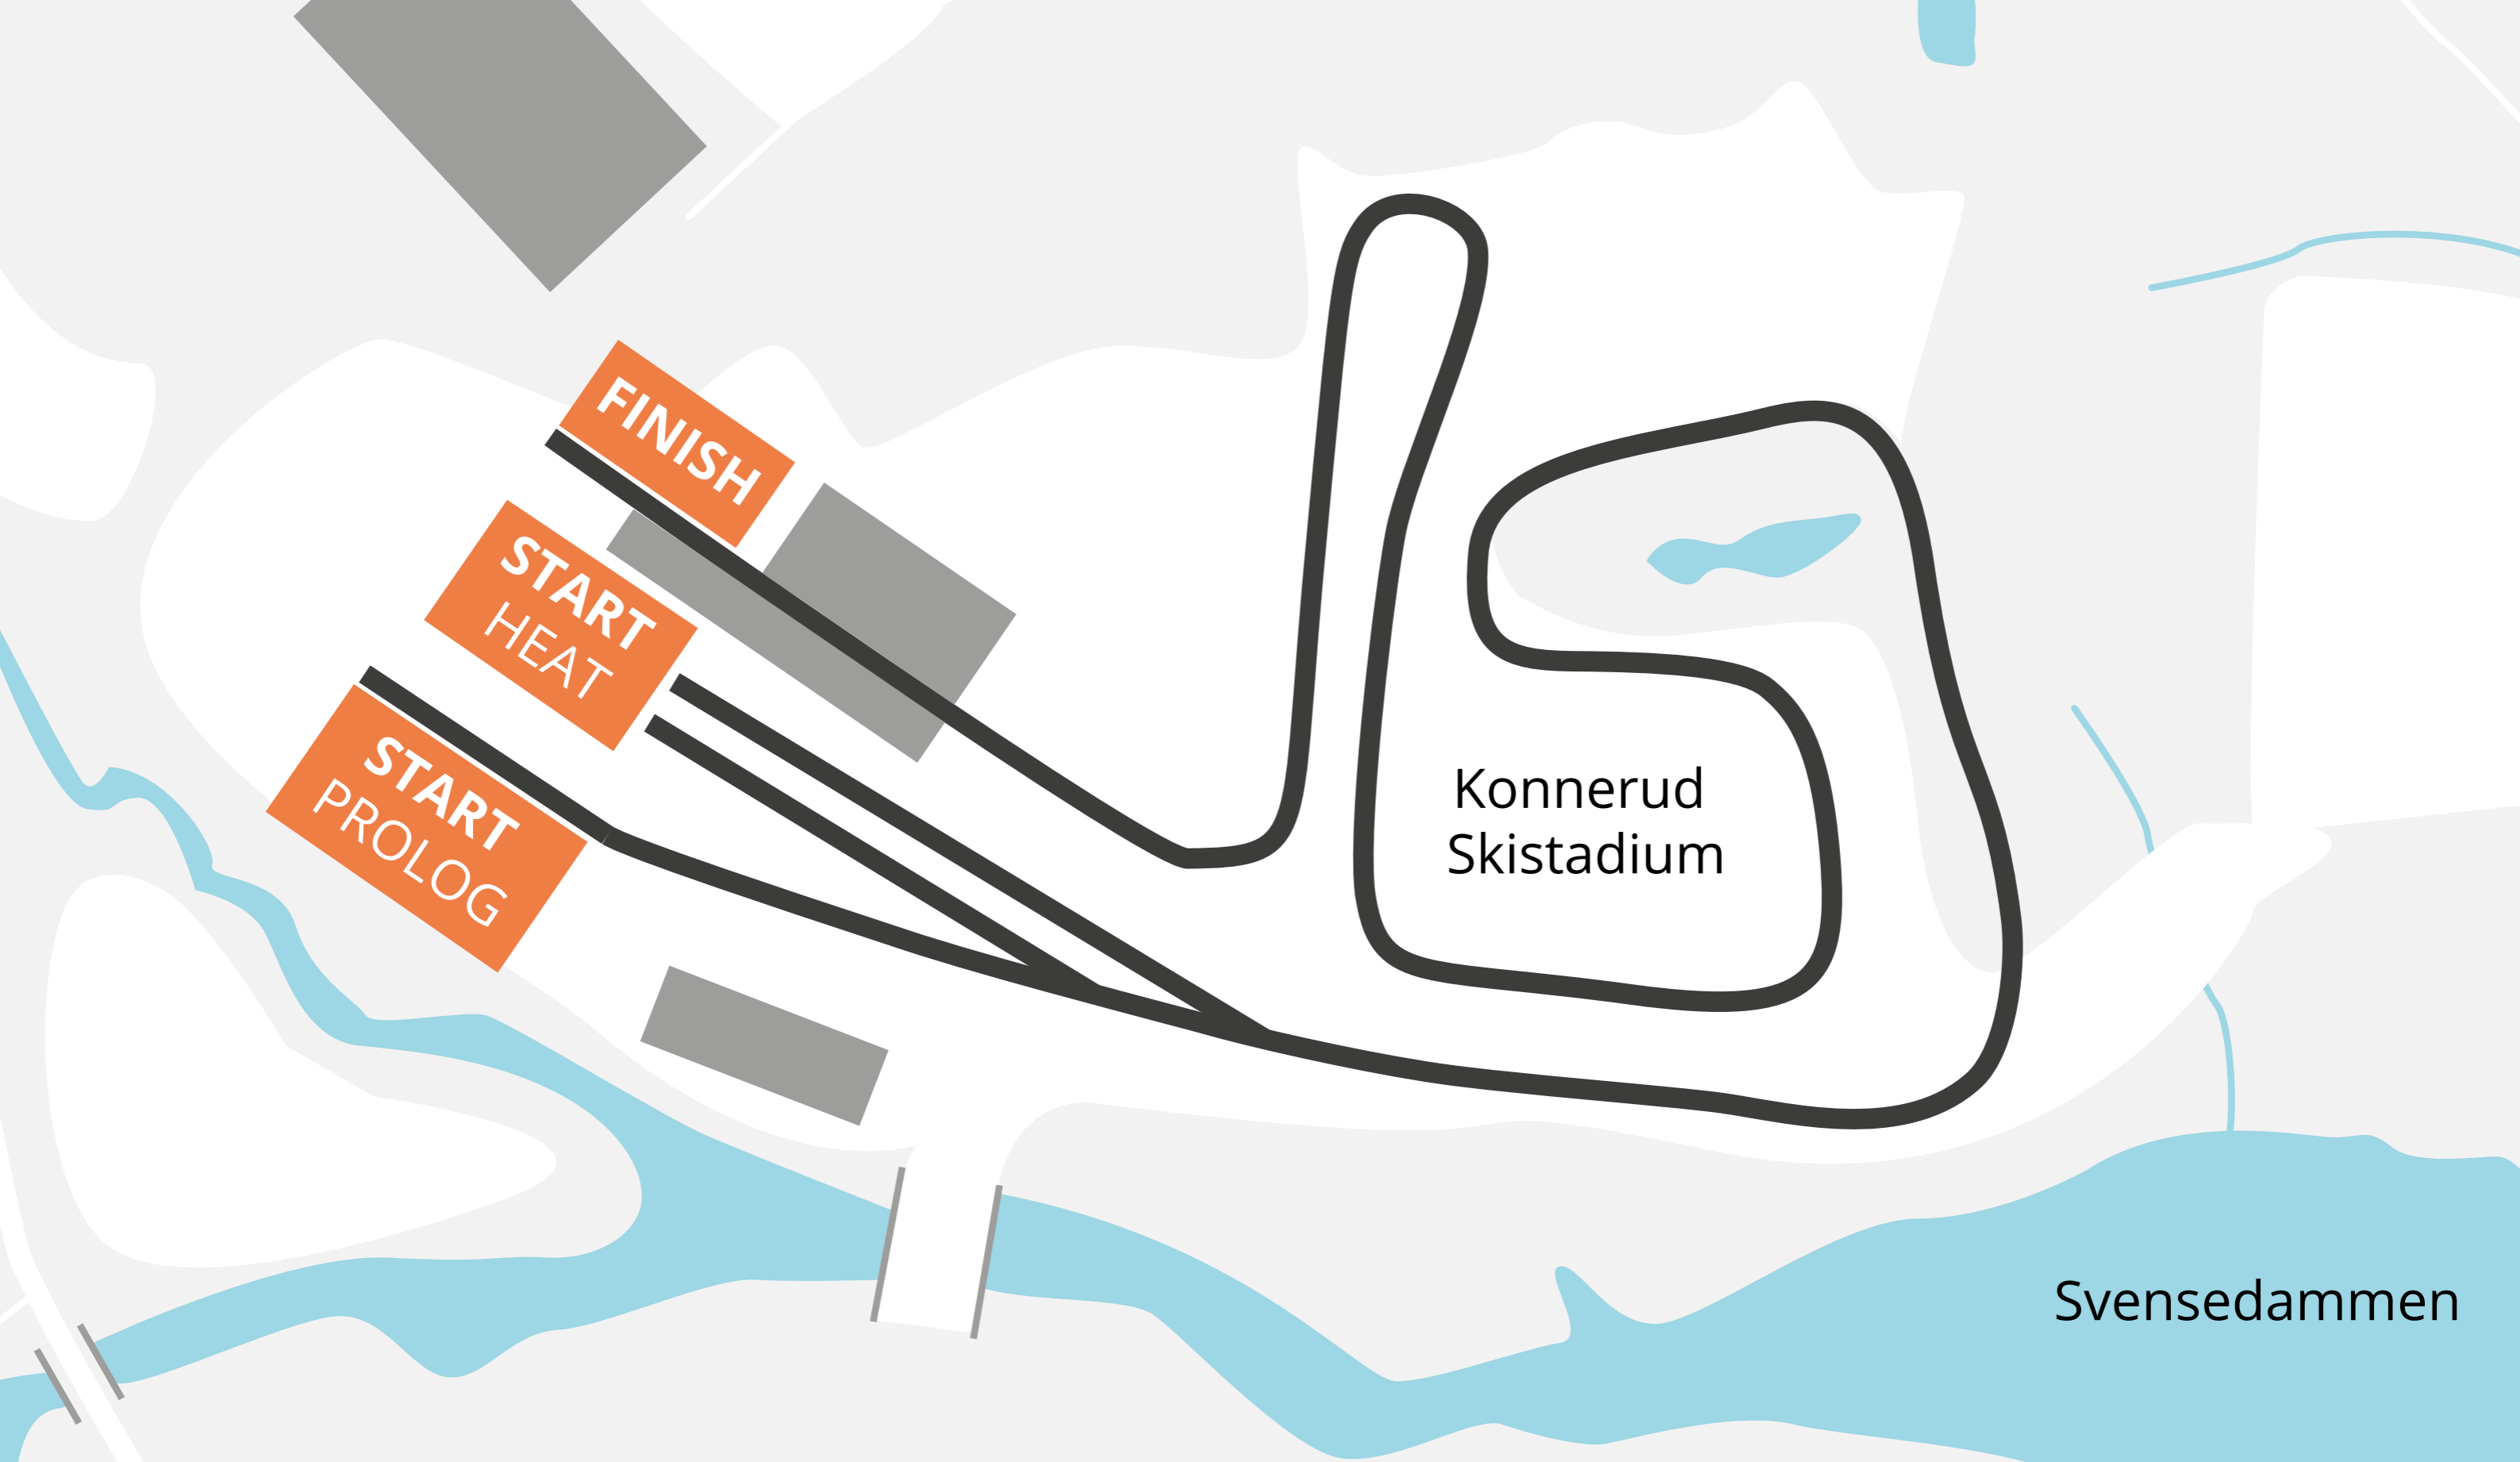 FINISH
START
HEAT
START
PROLOG
Konnerud
Skistadium
Svensedammen